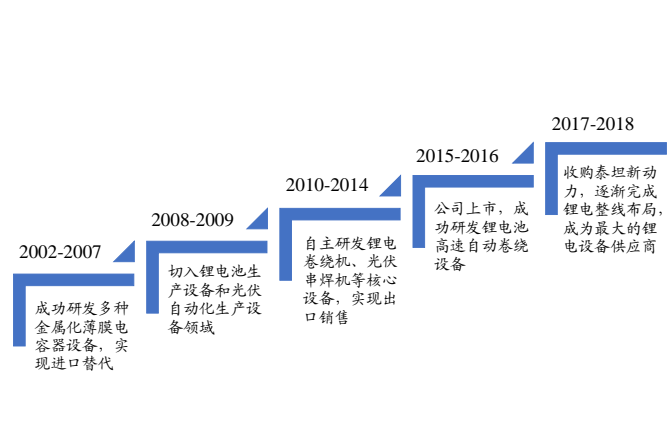 2002-2007
成功研发多种
金属化薄膜电
容器设备，实
现进口替代
2008-2009
切入锂电池生
产设备和光伏
自动化生产设
备领域
2010-2014
自主研发锂电
卷绕机、光伏
串焊机等核心
设备，实现出
口销售
2015-2016
公司上市，成
功研发锂电池
高速自动卷绕
设备
2017-2018
收购泰坦新动
力，逐渐完成
锂电整线布局，
成为最大的锂
电设备供应商